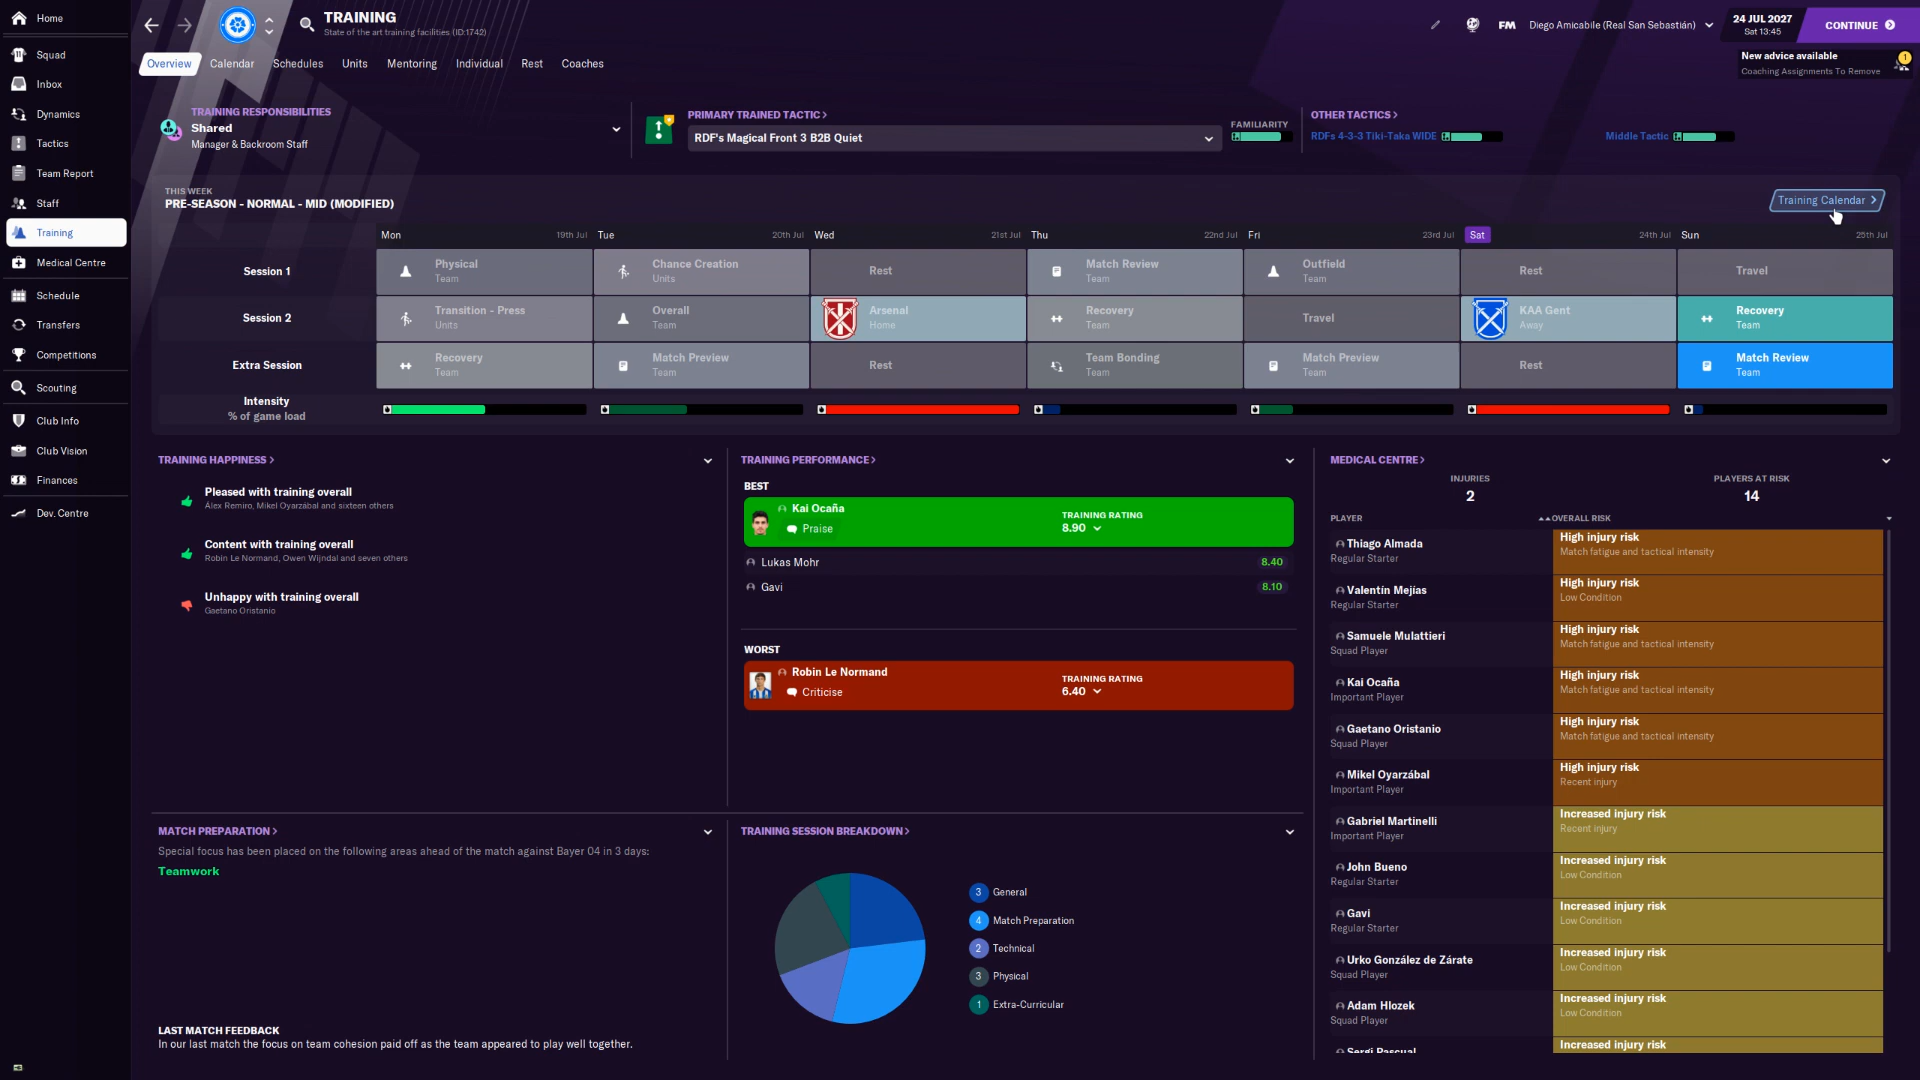 Home
Squad
Inbox
Dynamics
Tactics
Team Report
Staff
Training
Medical Centre
Schedule
Transfers
Competitions
Scouting
Club Info
Club Vision
Finances
Dev. Centre
TRAINING
State of the art training facilities (ID:1742)
FM
Diego Amicabile (Real San Sebastián)
24 JUL 2027
Sat 13:45
CONTINUE
Overview
Calendar
Schedules
Units
Mentoring
Individual
Rest
Coaches
New advice available
Coaching Assignments To Remove
1
TRAINING RESPONSIBILITIES
Shared
Manager & Backroom Staff
PRIMARY TRAINED TACTIC >
RDF's Magical Front 3 B2B Quiet
FAMILIARITY
OTHER TACTICS >
RDFs 4-3-3 Tiki-Taka WIDE
Middle Tactic
THIS WEEK
PRE-SEASON - NORMAL - MID (MODIFIED)
Training Calendar >
Mon 19th Jul Tue 20th Jul Wed 21st Jul Thu 22nd Jul Fri 23rd Jul Sat 24th Jul Sun 25th Jul
Session 1
Physical
Team
Chance Creation
Units
Rest
Match Review
Team
Outfield
Team
Rest
Travel
Session 2
Transition - Press
Units
Overall
Team
Arsenal
Home
Recovery
Team
Travel
KAA Gent
Away
Recovery
Team
Extra Session
Recovery
Team
Match Preview
Team
Rest
Team Bonding
Team
Match Preview
Team
Rest
Match Review
Team
Intensity
% of game load
TRAINING HAPPINESS >
Pleased with training overall
Álex Remiro, Mikel Oyarzábal and sixteen others
Content with training overall
Robin Le Normand, Owen Wijndal and seven others
Unhappy with training overall
Gaetano Oristanio
TRAINING PERFORMANCE >
BEST
Kai Ocaña
Praise
TRAINING RATING
8.90
Lukas Mohr 8.40
Gavi 8.10
WORST
Robin Le Normand
Criticise
TRAINING RATING
6.40
MEDICAL CENTRE >
INJURIES
2
PLAYERS AT RISK
14
PLAYER OVERALL RISK
Thiago Almada
Regular Starter
High injury risk
Match fatigue and tactical intensity
Valentín Mejías
Regular Starter
High injury risk
Low Condition
Samuele Mulattieri
Squad Player
High injury risk
Match fatigue and tactical intensity
Kai Ocaña
Important Player
High injury risk
Match fatigue and tactical intensity
Gaetano Oristanio
Squad Player
High injury risk
Match fatigue and tactical intensity
Mikel Oyarzábal
Important Player
High injury risk
Recent injury
Gabriel Martinelli
Important Player
Increased injury risk
Recent injury
John Bueno
Regular Starter
Increased injury risk
Low Condition
Gavi
Regular Starter
Increased injury risk
Low Condition
Urko González de Zárate
Squad Player
Increased injury risk
Low Condition
Adam Hlozek
Squad Player
Increased injury risk
Low Condition
Sergi Pascual
Increased injury risk
MATCH PREPARATION >
Special focus has been placed on the following areas ahead of the match against Bayer 04 in 3 days:
Teamwork
LAST MATCH FEEDBACK
In our last match the focus on team cohesion paid off as the team appeared to play well together.
TRAINING SESSION BREAKDOWN >
3 General
4 Match Preparation
2 Technical
3 Physical
1 Extra-Curricular